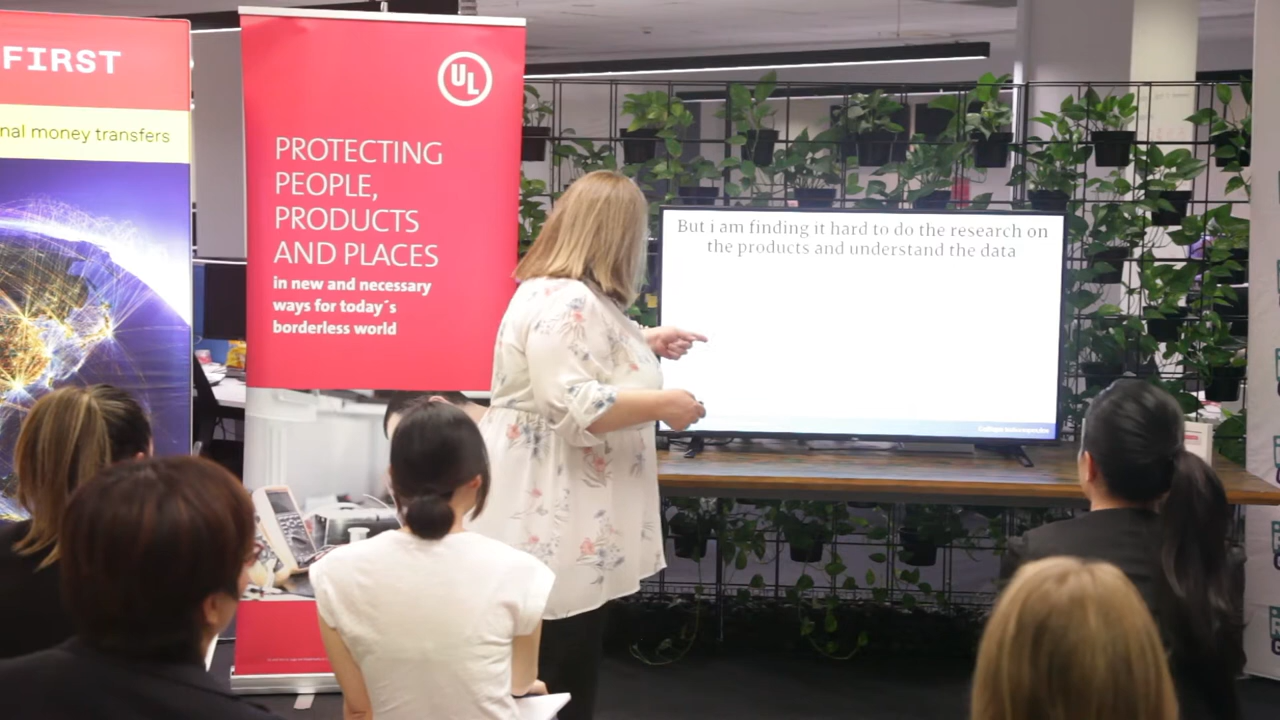 FIRST
nal money transfers
UL
PROTECTING
PEOPLE,
PRODUCTS
AND PLACES
in new and necessary
ways for today´s
borderless world
But i am finding it hard to do the research on
the products and understand the data